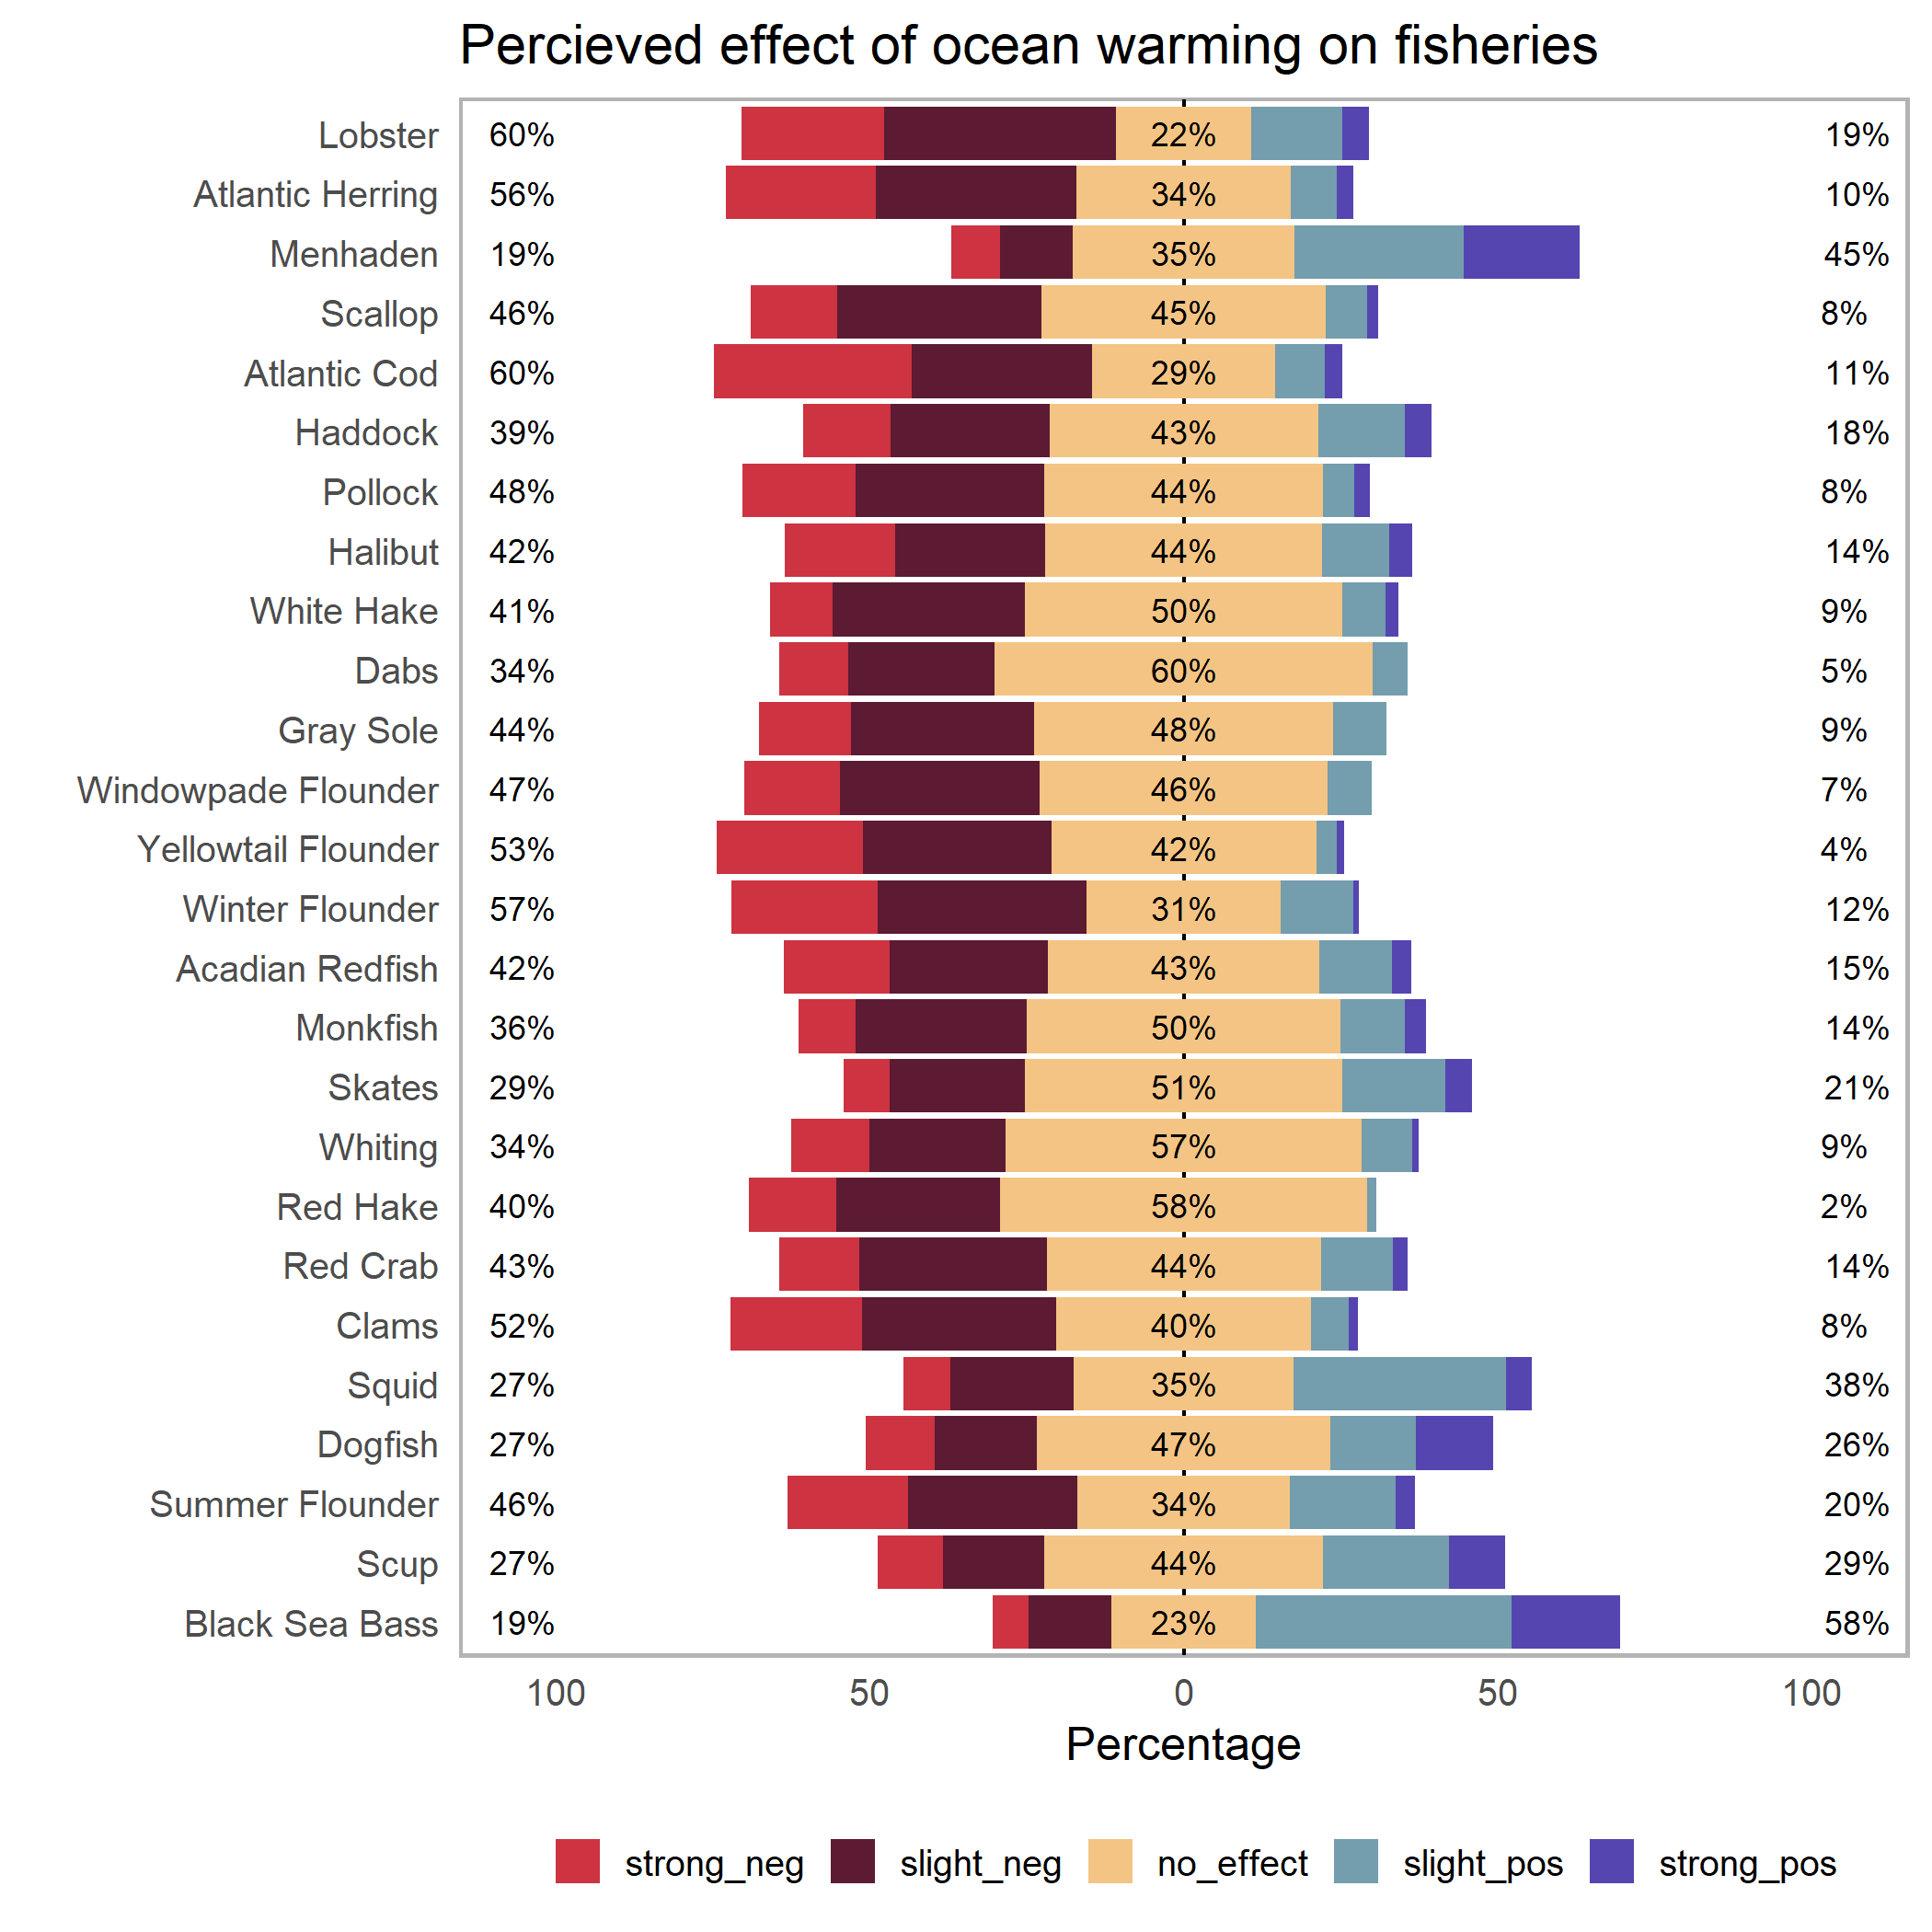 Percieved effect of ocean warming on fisheries
Lobster 60% 22% 19%
Atlantic Herring 56% 34% 10%
Menhaden 19% 35% 45%
Scallop 46% 45% 8%
Atlantic Cod 60% 29% 11%
Haddock 39% 43% 18%
Pollock 48% 44% 8%
Halibut 42% 44% 14%
White Hake 41% 50% 9%
Dabs 34% 60% 5%
Gray Sole 44% 48% 9%
Windowpade Flounder 47% 46% 7%
Yellowtail Flounder 53% 42% 4%
Winter Flounder 57% 31% 12%
Acadian Redfish 42% 43% 15%
Monkfish 36% 50% 14%
Skates 29% 51% 21%
Whiting 34% 57% 9%
Red Hake 40% 58% 2%
Red Crab 43% 44% 14%
Clams 52% 40% 8%
Squid 27% 35% 38%
Dogfish 27% 47% 26%
Summer Flounder 46% 34% 20%
Scup 27% 44% 29%
Black Sea Bass 19% 23% 58%
100 50 0 50 100
Percentage
strong_neg slight_neg no_effect slight_pos strong_pos